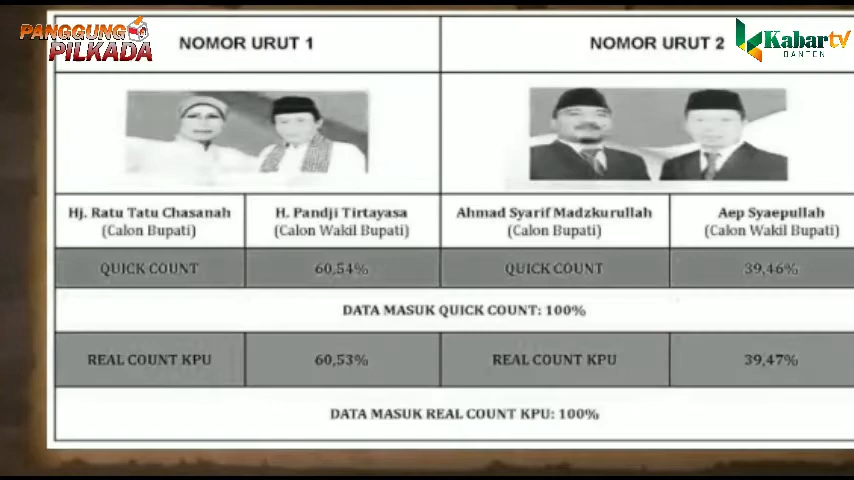 PANGGUNG
PILKADA
NOMOR URUT 1
NOMOR URUT 2
Kabar tv
BANTEN
Hj. Ratu Tatu Chasanah
(Calon Bupati)
H. Pandji Tirtayasa
(Calon Wakil Bupati)
Ahmad Syarif Madzkurullah
(Calon Bupati)
Aep Syaepullah
(Calon Wakil Bupati)
QUICK COUNT
60,54%
QUICK COUNT
39,46%
DATA MASUK QUICK COUNT: 100%
REAL COUNT KPU
60,53%
REAL COUNT KPU
39,47%
DATA MASUK REAL COUNT KPU: 100%